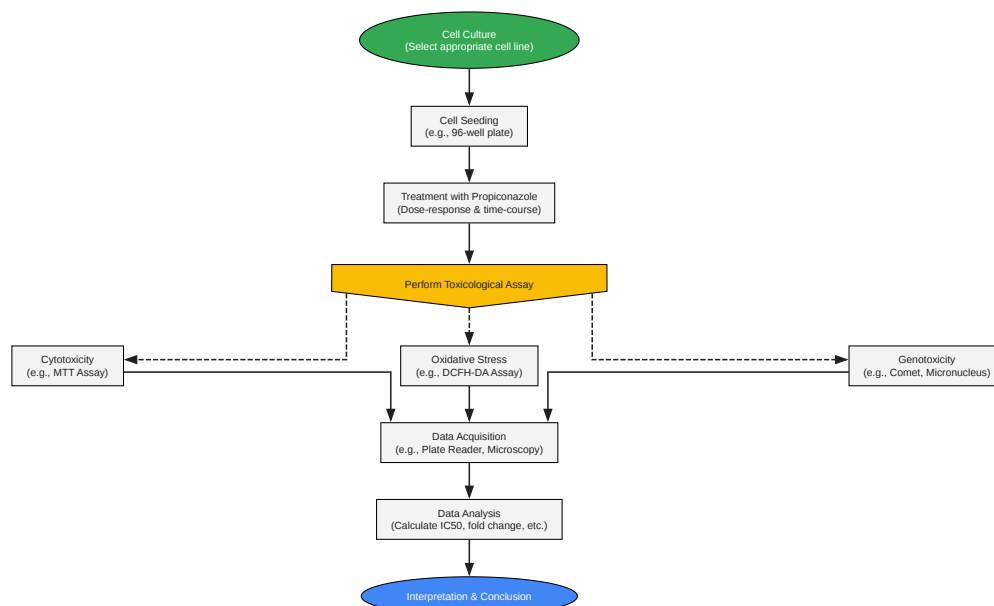 Cell Culture
(Select appropriate cell line)
Cell Seeding
(e.g., 96-well plate)
Treatment with Propiconazole
(Dose-response & time-course)
Perform Toxicological Assay
Cytotoxicity
(e.g., MTT Assay)
Oxidative Stress
(e.g., DCFH-DA Assay)
Genotoxicity
(e.g., Comet, Micronucleus)
Data Acquisition
(e.g., Plate Reader, Microscopy)
Data Analysis
(Calculate IC50, fold change, etc.)
Interpretation & Conclusion